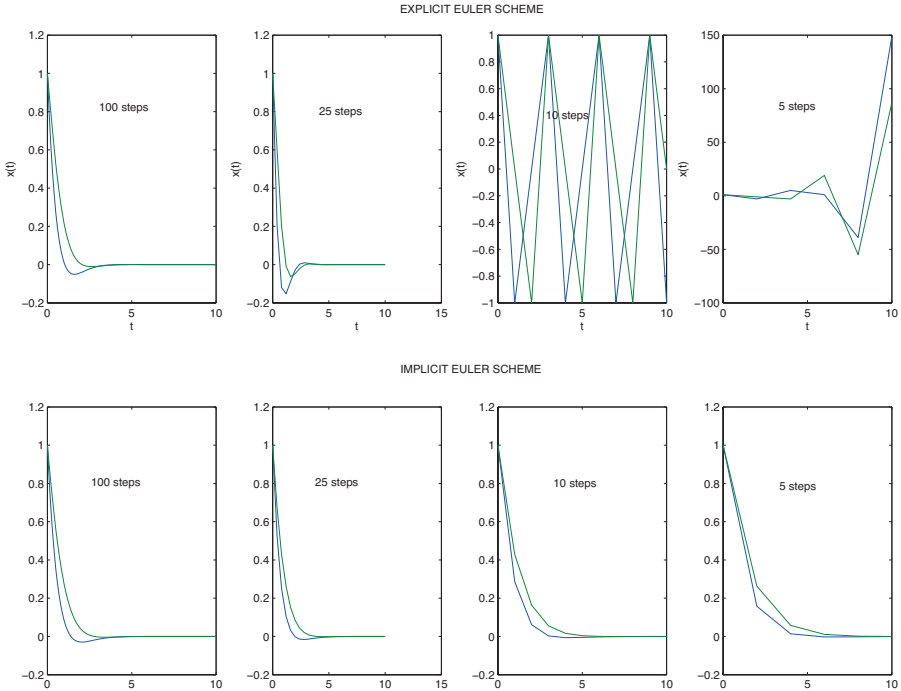 EXPLICIT EULER SCHEME
1.2 1.2 1 150
1 1 0.8 100
0.8 0.8 0.6 50
0.6 0.6 0.4 0
0.4 0.4 0.2 −50
0.2 0.2 0 −100
0 0 −0.2
−0.2 −0.2 −0.4
−0.6
−0.8
−1
100 steps 25 steps 10 steps 5 steps
x(t) x(t) x(t) x(t)
0 5 10 0 5 10 15 0 5 10 0 5 10
t t t t
IMPLICIT EULER SCHEME
1.2 1.2 1.2 1.2
1 1 1 1
100 steps 25 steps 10 steps 5 steps
0.8 0.8 0.8 0.8
0.6 0.6 0.6 0.6
x(t) x(t) x(t) x(t)
0.4 0.4 0.4 0.4
0.2 0.2 0.2 0.2
0 0 0 0
−0.2 −0.2 −0.2 −0.2
0 5 10 0 5 10 15 0 5 10 0 5 10